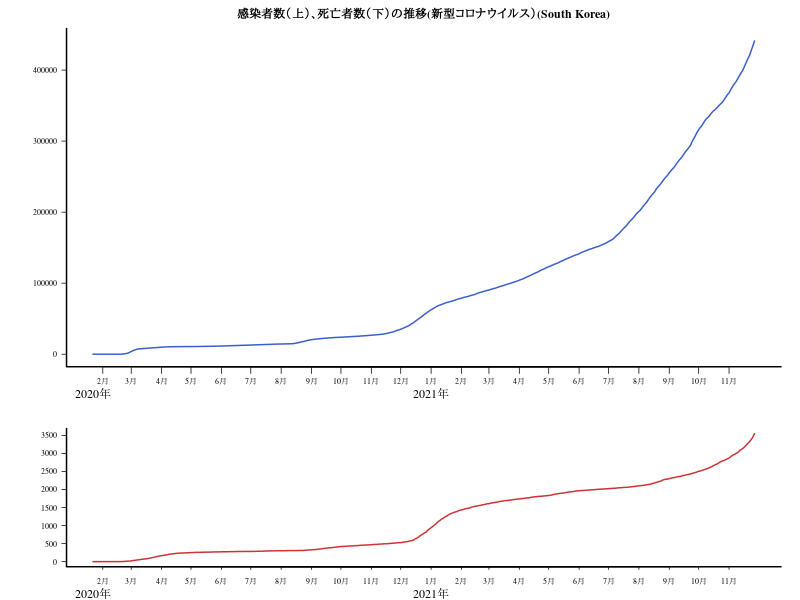 感染者数(上)、死亡者数(下)の推移(新型コロナウイルス)(South Korea)
400000
300000
200000
100000
0
2月 3月 4月 5月 6月 7月 8月 9月 10月 11月 12月 1月 2月 3月 4月 5月 6月 7月 8月 9月 10月 11月
2020年 2021年
3500
3000
2500
2000
1500
1000
500
0
2月 3月 4月 5月 6月 7月 8月 9月 10月 11月 12月 1月 2月 3月 4月 5月 6月 7月 8月 9月 10月 11月
2020年 2021年